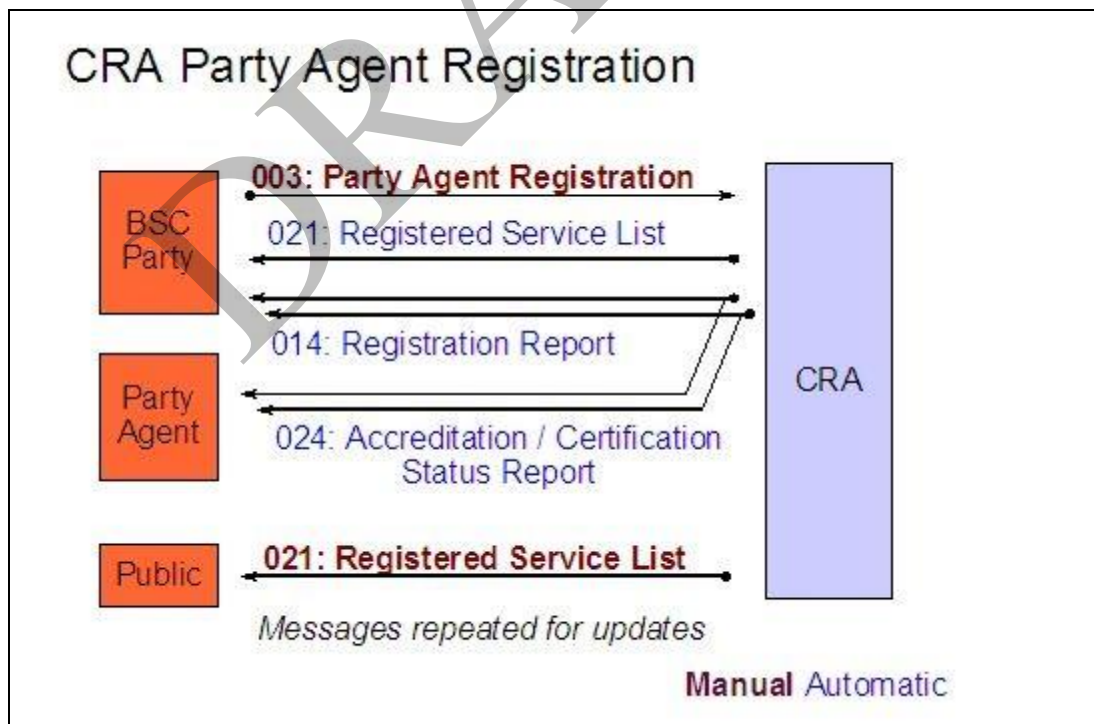 CRA Party Agent Registration
003: Party Agent Registration
BSC
Party
021: Registered Service List
014: Registration Report
CRA
Party
Agent
024: Accreditation / Certification
Status Report
Public
021: Registered Service List
Messages repeated for updates
Manual Automatic
DRA